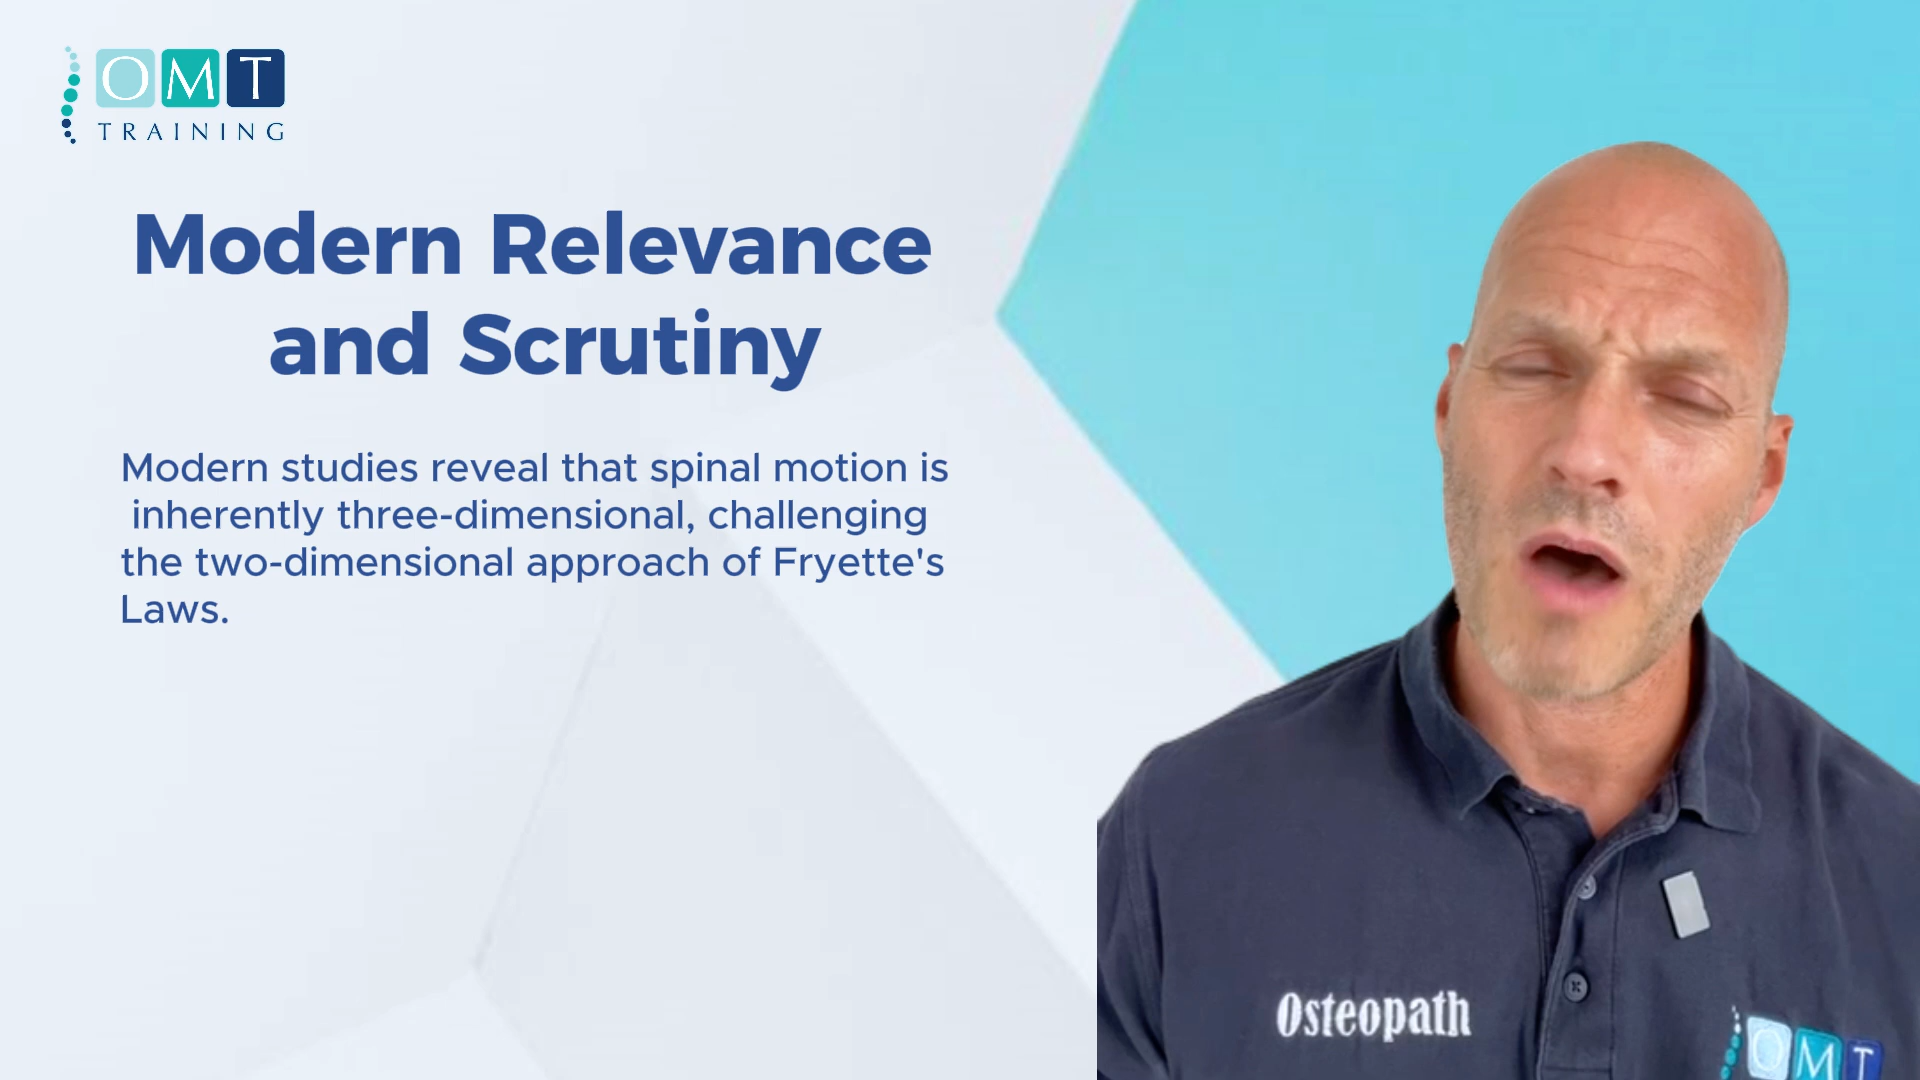 OMT
TRAINING
Modern Relevance
and Scrutiny
Modern studies reveal that spinal motion is
inherently three-dimensional, challenging
the two-dimensional approach of Fryette's
Laws.
Osteopath
OMT